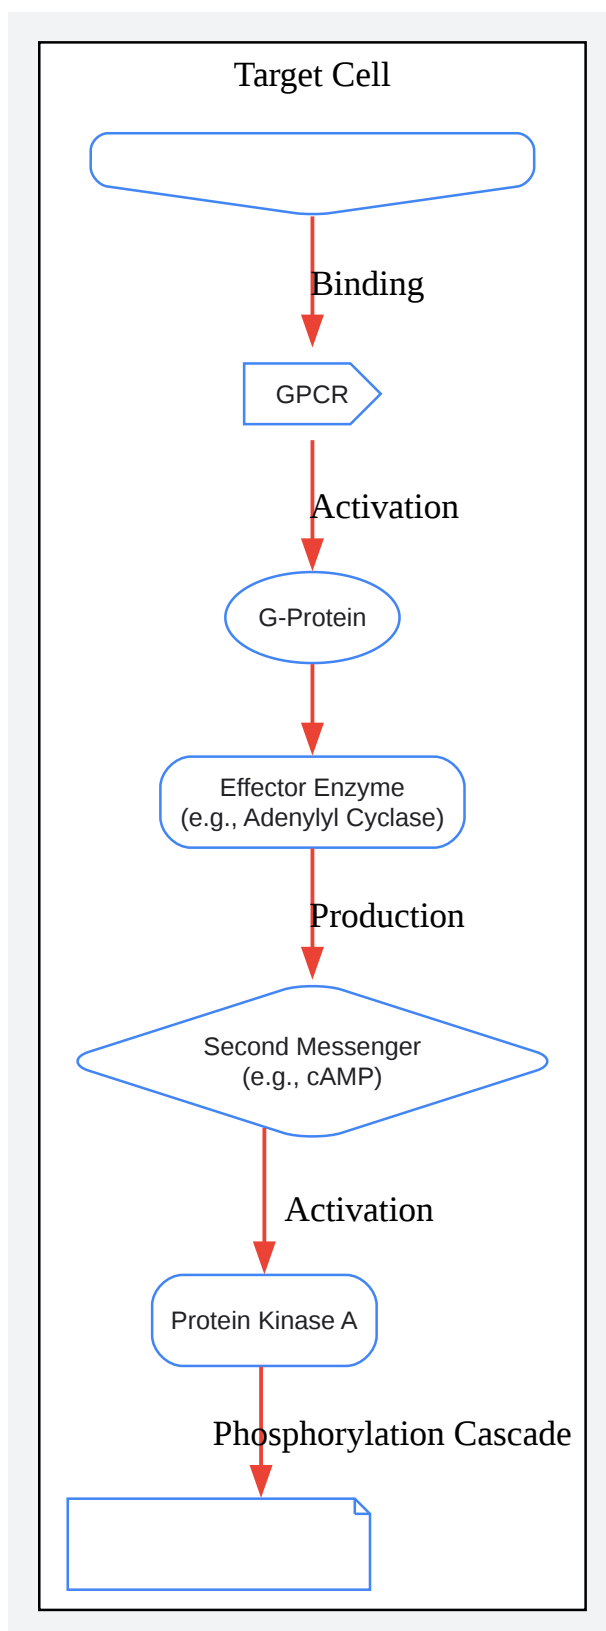 Target Cell
Binding
GPCR
Activation
G-Protein
Effector Enzyme
(e.g., Adenylyl Cyclase)
Production
Second Messenger
(e.g., cAMP)
Activation
Protein Kinase A
Phosphorylation Cascade